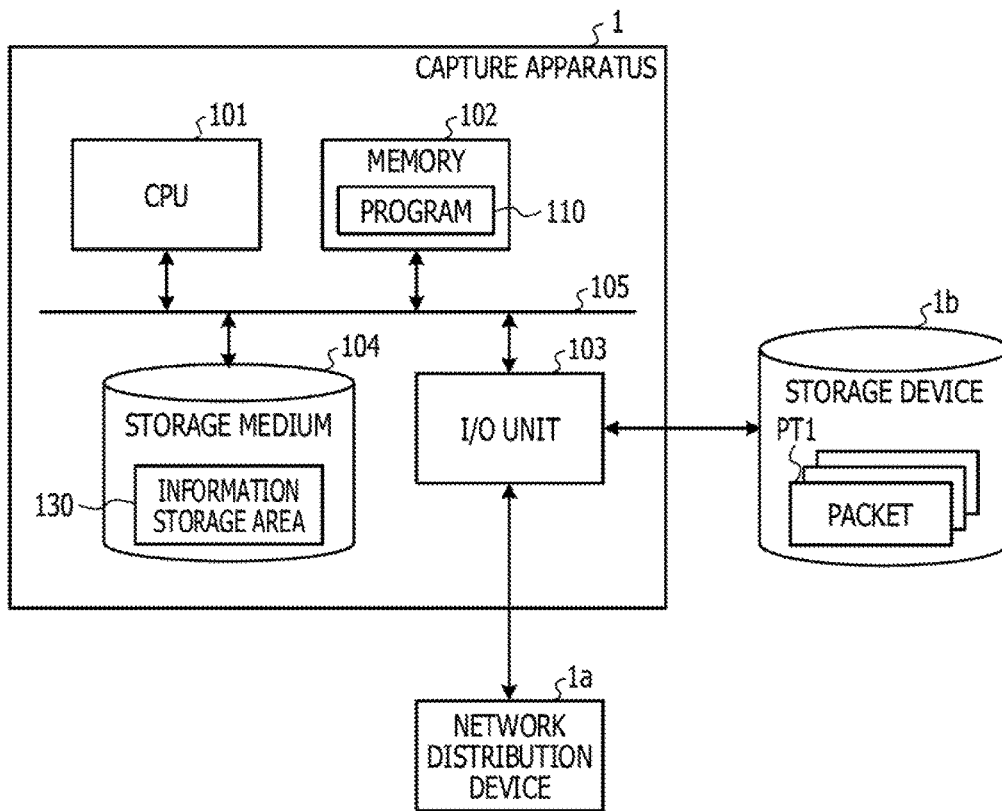 1
CAPTURE APPARATUS
101
CPU
102
MEMORY
PROGRAM
110
105
104
STORAGE MEDIUM
130
INFORMATION
STORAGE AREA
103
I/O UNIT
1b
STORAGE DEVICE
PT1
PACKET
1a
NETWORK
DISTRIBUTION
DEVICE